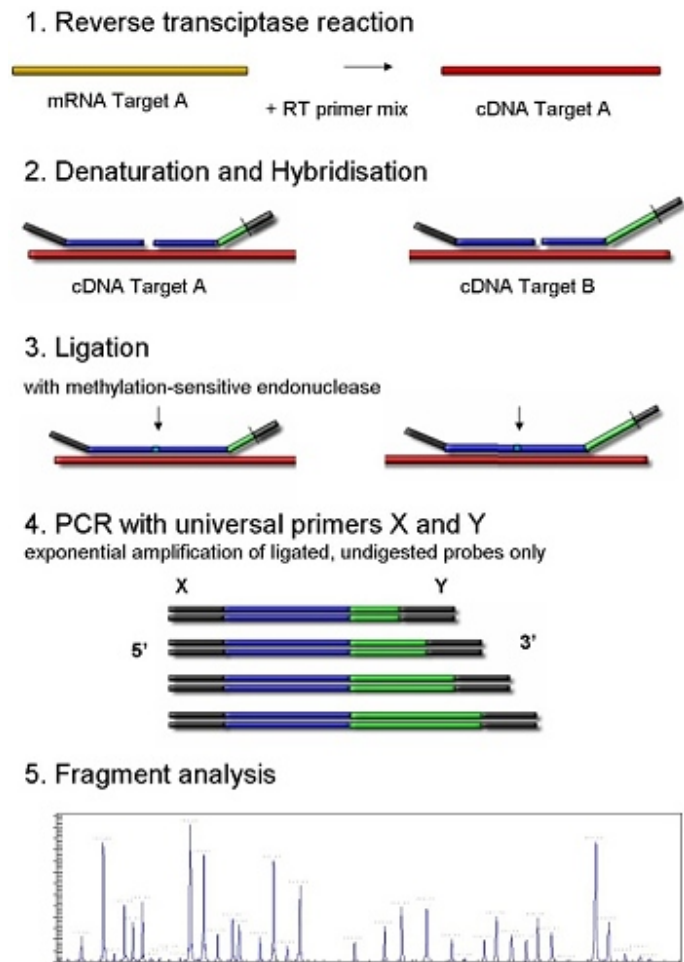 1. Reverse transciptase reaction
mRNA Target A
+ RT primer mix
cDNA Target A
2. Denaturation and Hybridisation
cDNA Target A
cDNA Target B
3. Ligation
with methylation-sensitive endonuclease
4. PCR with universal primers X and Y
exponential amplification of ligated, undigested probes only
X Y
5’ 3’
5. Fragment analysis